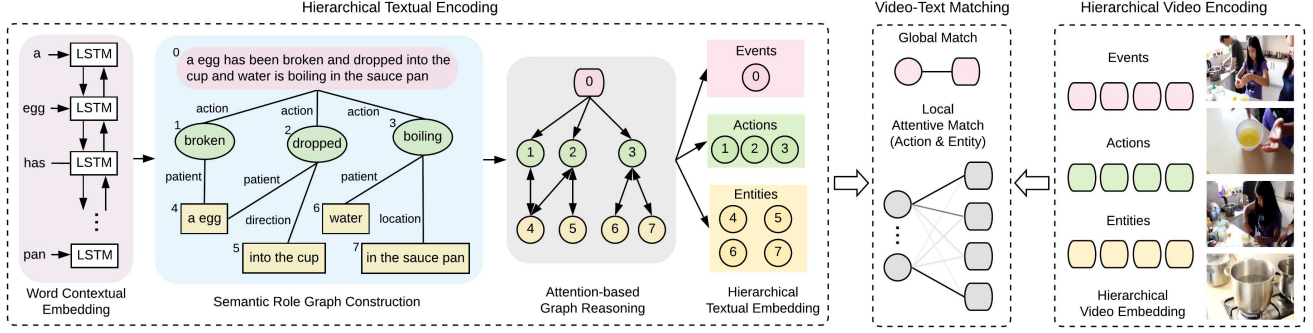 Hierarchical Textual Encoding
a
LSTM
egg
LSTM
has
LSTM
pan
LSTM
Word Contextual
Embedding
0
a egg has been broken and dropped into the
cup and water is boiling in the sauce pan
action
action
action
1
broken
2
dropped
3
boiling
patient
patient
patient
direction
location
4
a egg
6
water
5
into the cup
7
in the sauce pan
Semantic Role Graph Construction
0
1
2
3
4
5
6
7
Attention-based
Graph Reasoning
Events
0
Actions
1
2
3
Entities
4
5
6
7
Hierarchical
Textual Embedding
Video-Text Matching
Global Match
Local
Attentive Match
(Action & Entity)
Hierarchical Video Encoding
Events
Actions
Entities
Hierarchical
Video Embedding